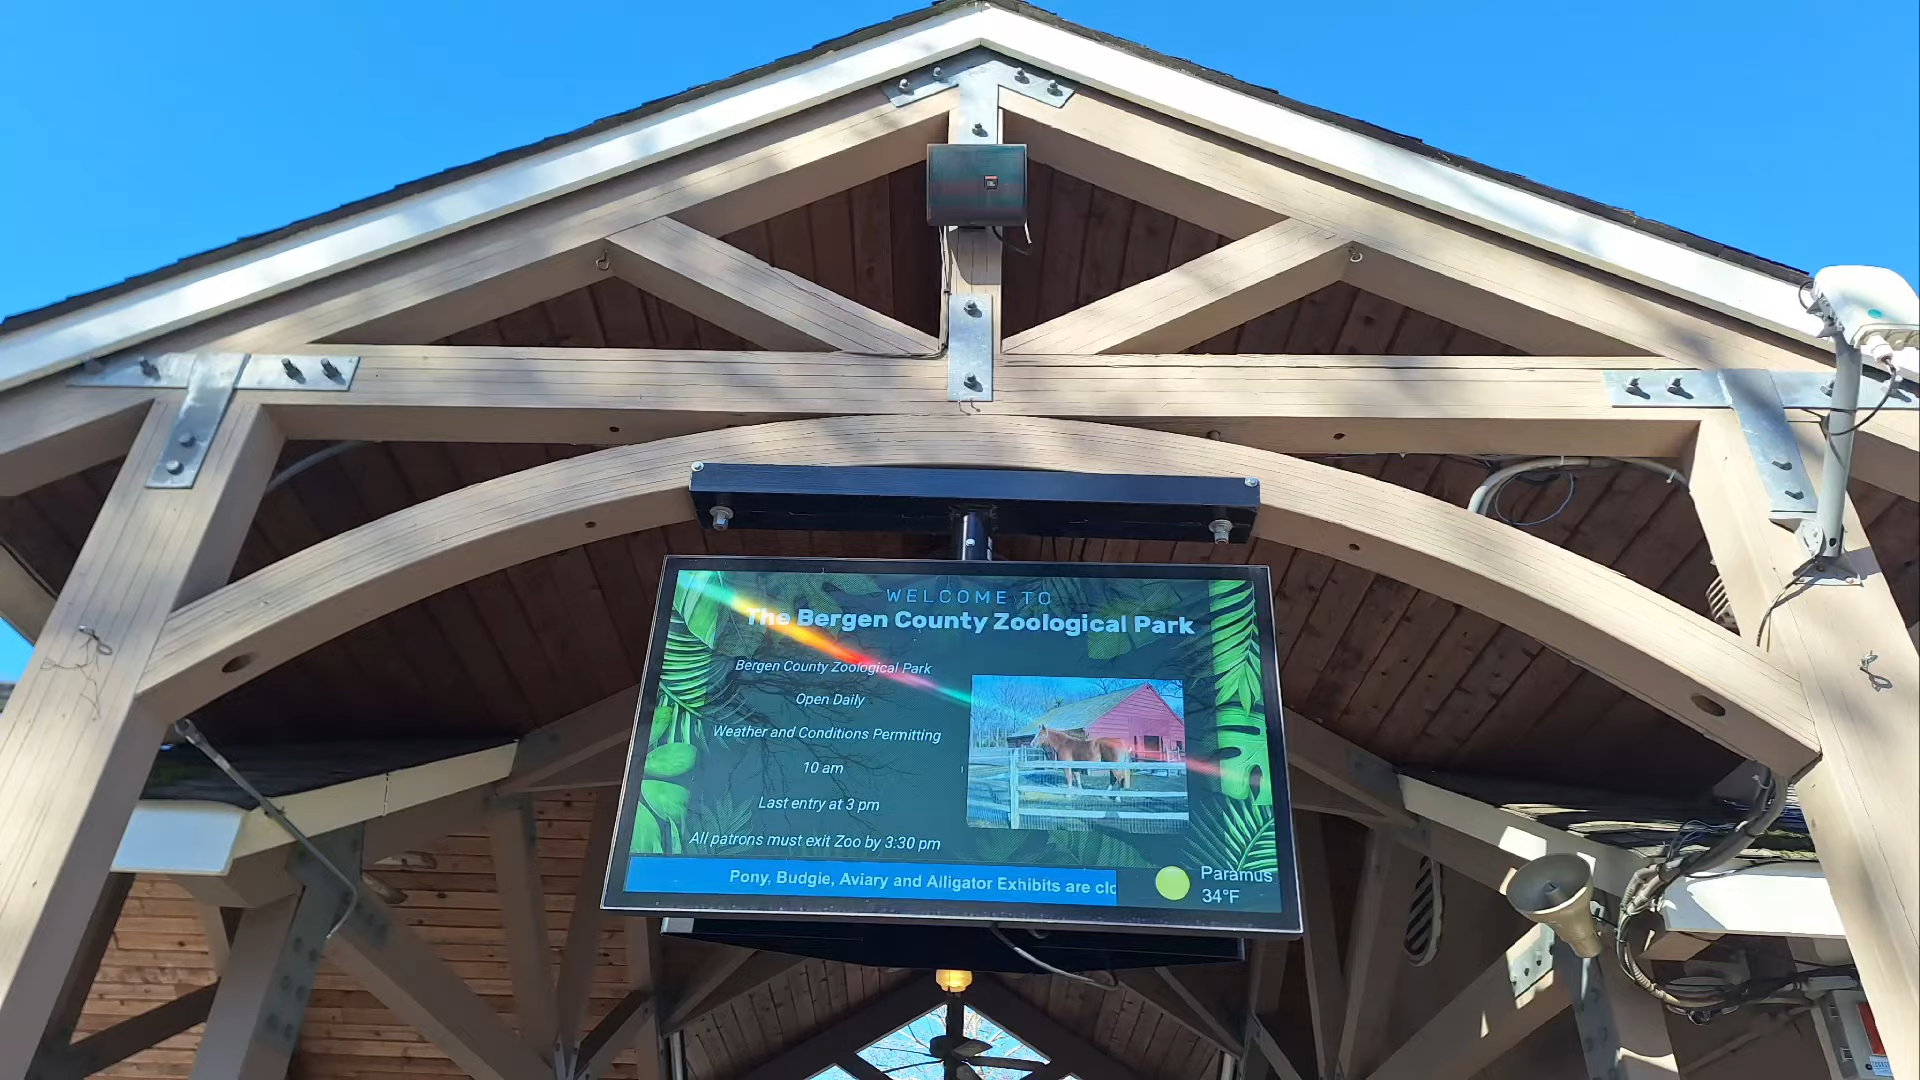 WELCOME TO
The Bergen County Zoological Park
Bergen County Zoological Park
Open Daily
Weather and Conditions Permitting
10 am
Last entry at 3 pm
All patrons must exit Zoo by 3:30 pm
Pony, Budgie, Aviary and Alligator Exhibits are clo
Paramus
34°F